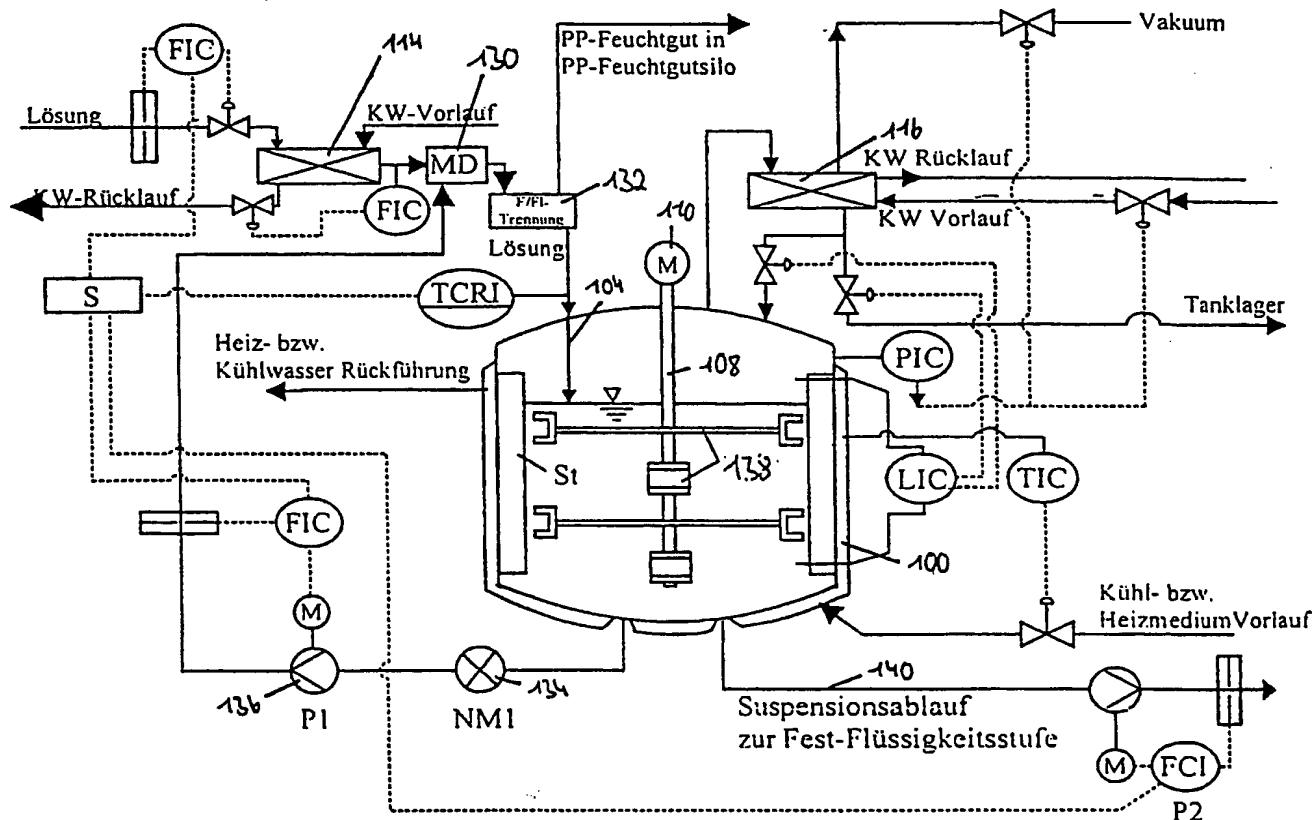 FIC
114
130
Lösung
KW-Vorlauf
MD
KW-Rücklauf
FIC
PP-Feuchtgut in
PP-Feuchtgutsilo
132
F/Fl-
Trennung
Lösung
Vakuum
116
KW Rücklauf
KW Vorlauf
110
M
S
TCRI
104
Tanklager
Heiz- bzw.
Kühlwasser Rückführung
108
PIC
138
St
LIC
TIC
100
FIC
M
Kühl- bzw.
Heizmedium Vorlauf
136
P1
134
NM1
140
Suspensionsablauf
zur Fest-Flüssigkeitsstufe
M
FCI
P2